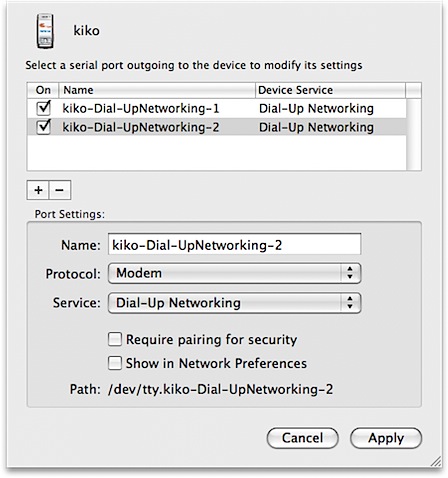 kiko
Select a serial port outgoing to the device to modify its settings
On Name Device Service
kiko-Dial-UpNetworking-1 Dial-Up Networking
kiko-Dial-UpNetworking-2 Dial-Up Networking
+ −
Port Settings:
Name: kiko-Dial-UpNetworking-2
Protocol: Modem
Service: Dial-Up Networking
Require pairing for security
Show in Network Preferences
Path: /dev/tty.kiko-Dial-UpNetworking-2
Cancel Apply